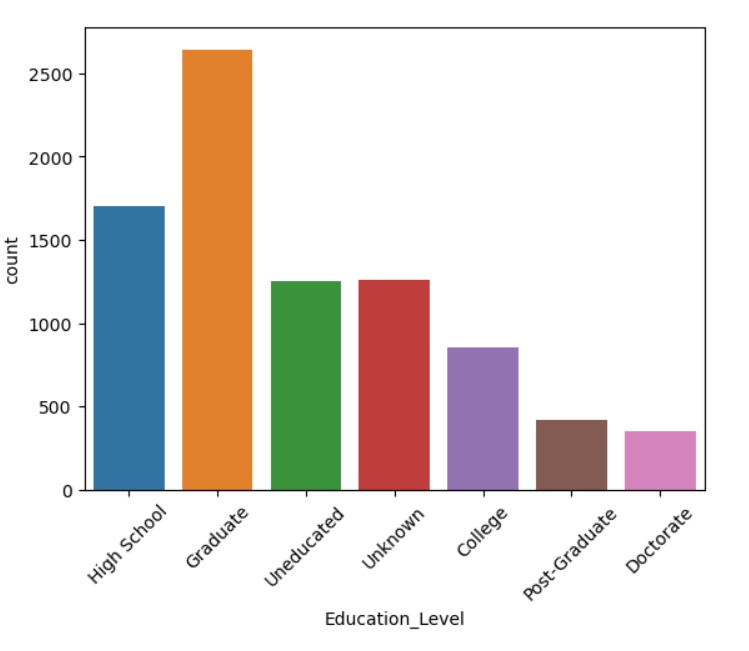 2500
2000
1500
1000
500
0
count
High School
Graduate
Uneducated
Unknown
College
Post-Graduate
Doctorate
Education_Level